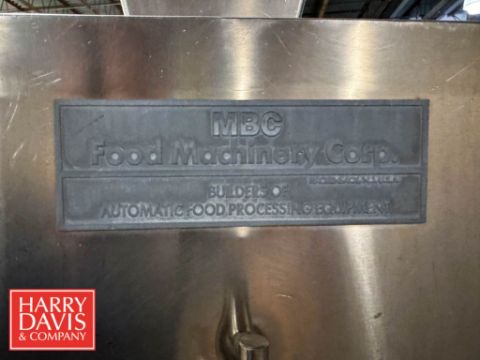 MBC
Food Machinery Corp.
BUILDERS OF
AUTOMATIC FOOD PROCESSING EQUIPMENT
HARRY
DAVIS
& COMPANY